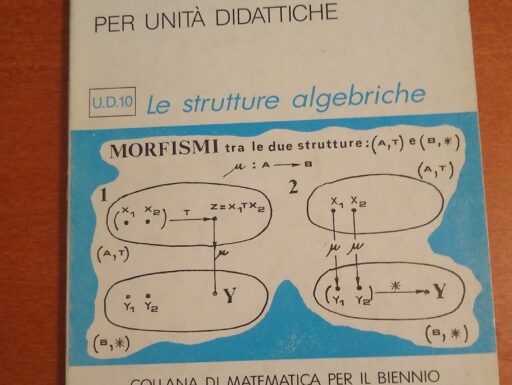 PER UNITÀ DIDATTICHE
U.D.10 Le strutture algebriche
MORFISMI tra le due strutture: (A,T) e (B,*)
μ : A → B
1
(X₁ X₂) T → Z=X₁TX₂
μ
(A,T)
Y₁ Y₂ Y
(B,*)
2
(A,T)
X₁ X₂
μ μ
(Y₁ Y₂) * → Y
(B,*)
COLLANA DI MATEMATICA PER IL BIENNIO